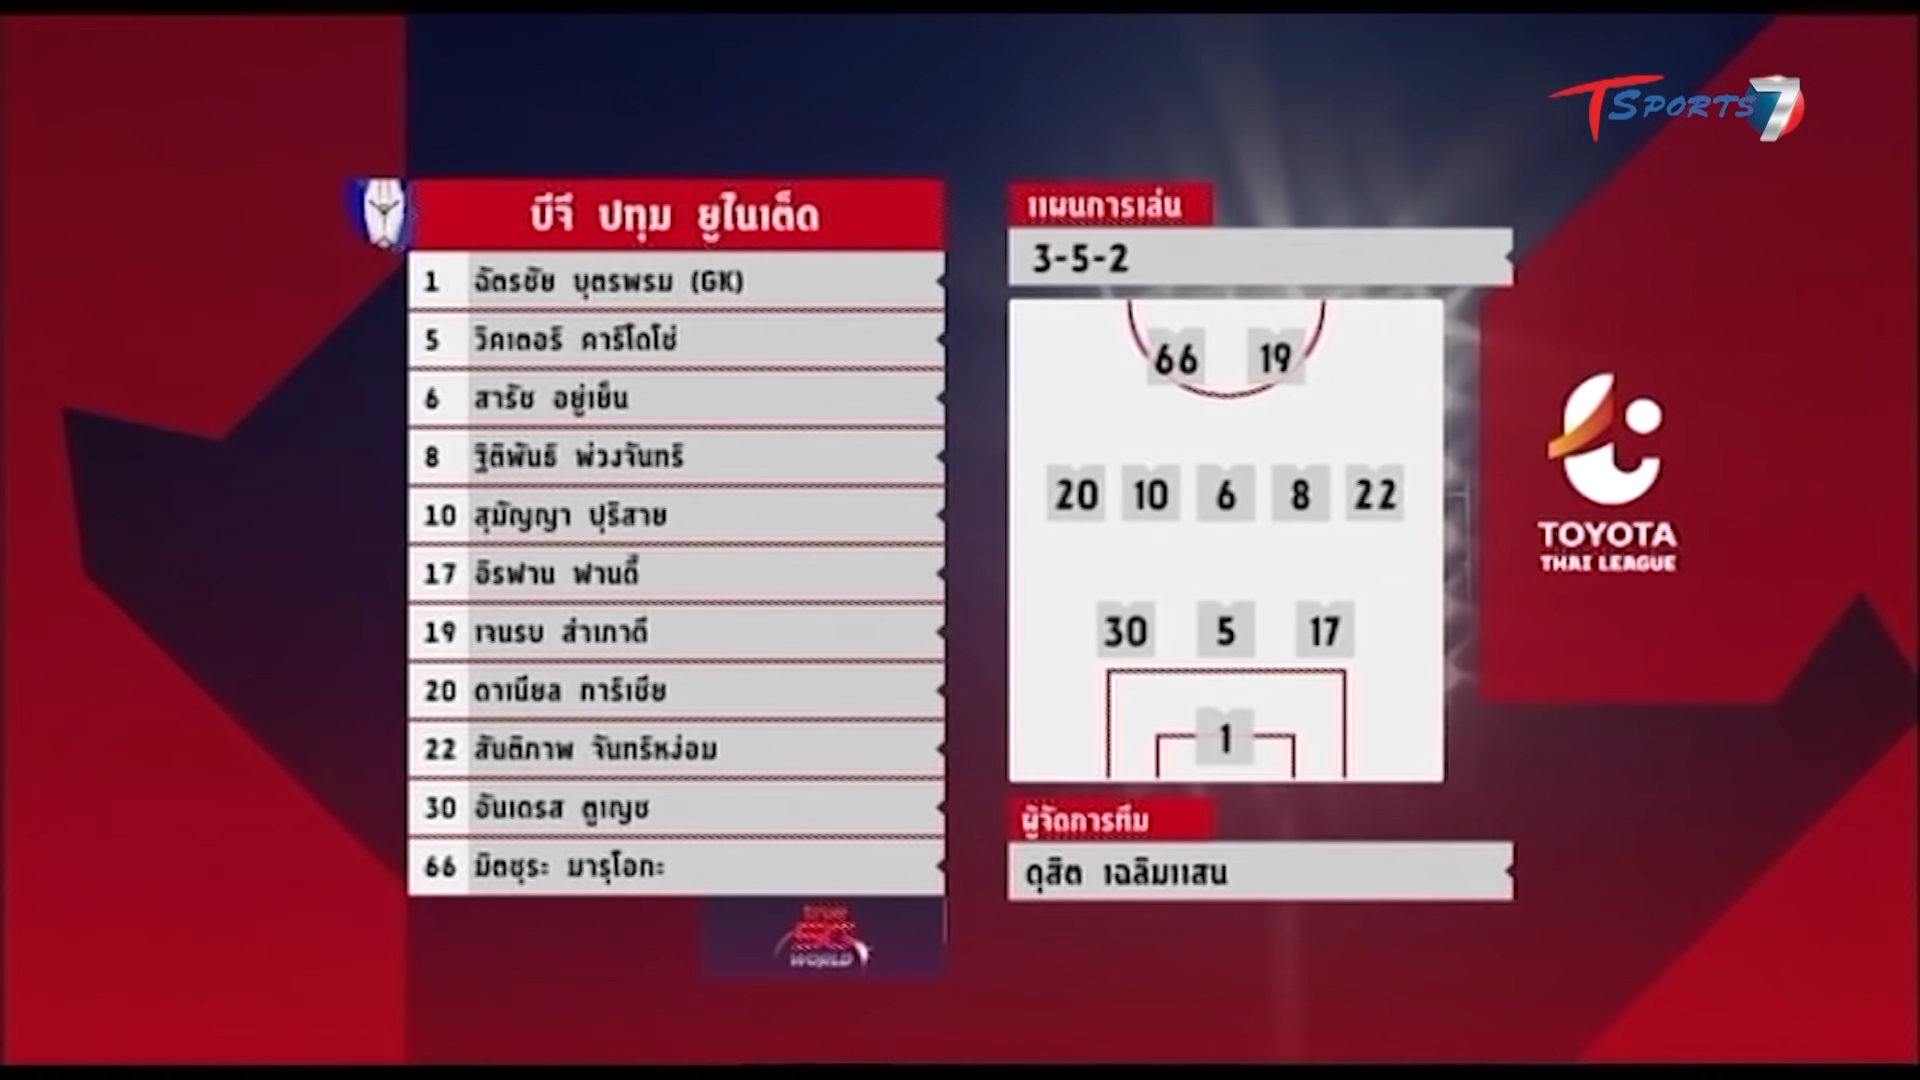 TSPORTS7
บีจี ปทุม ยูไนเต็ด
1 ฉัตรชัย บุตรพรม (GK)
5 วิคเตอร์ คาร์โดโซ่
6 สารัช อยู่เย็น
8 ฐิติพันธ์ พ่วงจันทร์
10 สุมัญญา ปุริสาย
17 อิรฟาน ฟานดี้
19 เจนรบ สำเภาดี
20 ดาเนียล การ์เซีย
22 สันติภาพ จันทร์หง่อม
30 อันเดรส ตูเญซ
66 มิตซุระ มารุโอกะ
true
WORLD
แผนการเล่น
3-5-2
66 19
20 10 6 8 22
30 5 17
1
ผู้จัดการทีม
ดุสิต เฉลิมแสน
TOYOTA
THAI LEAGUE